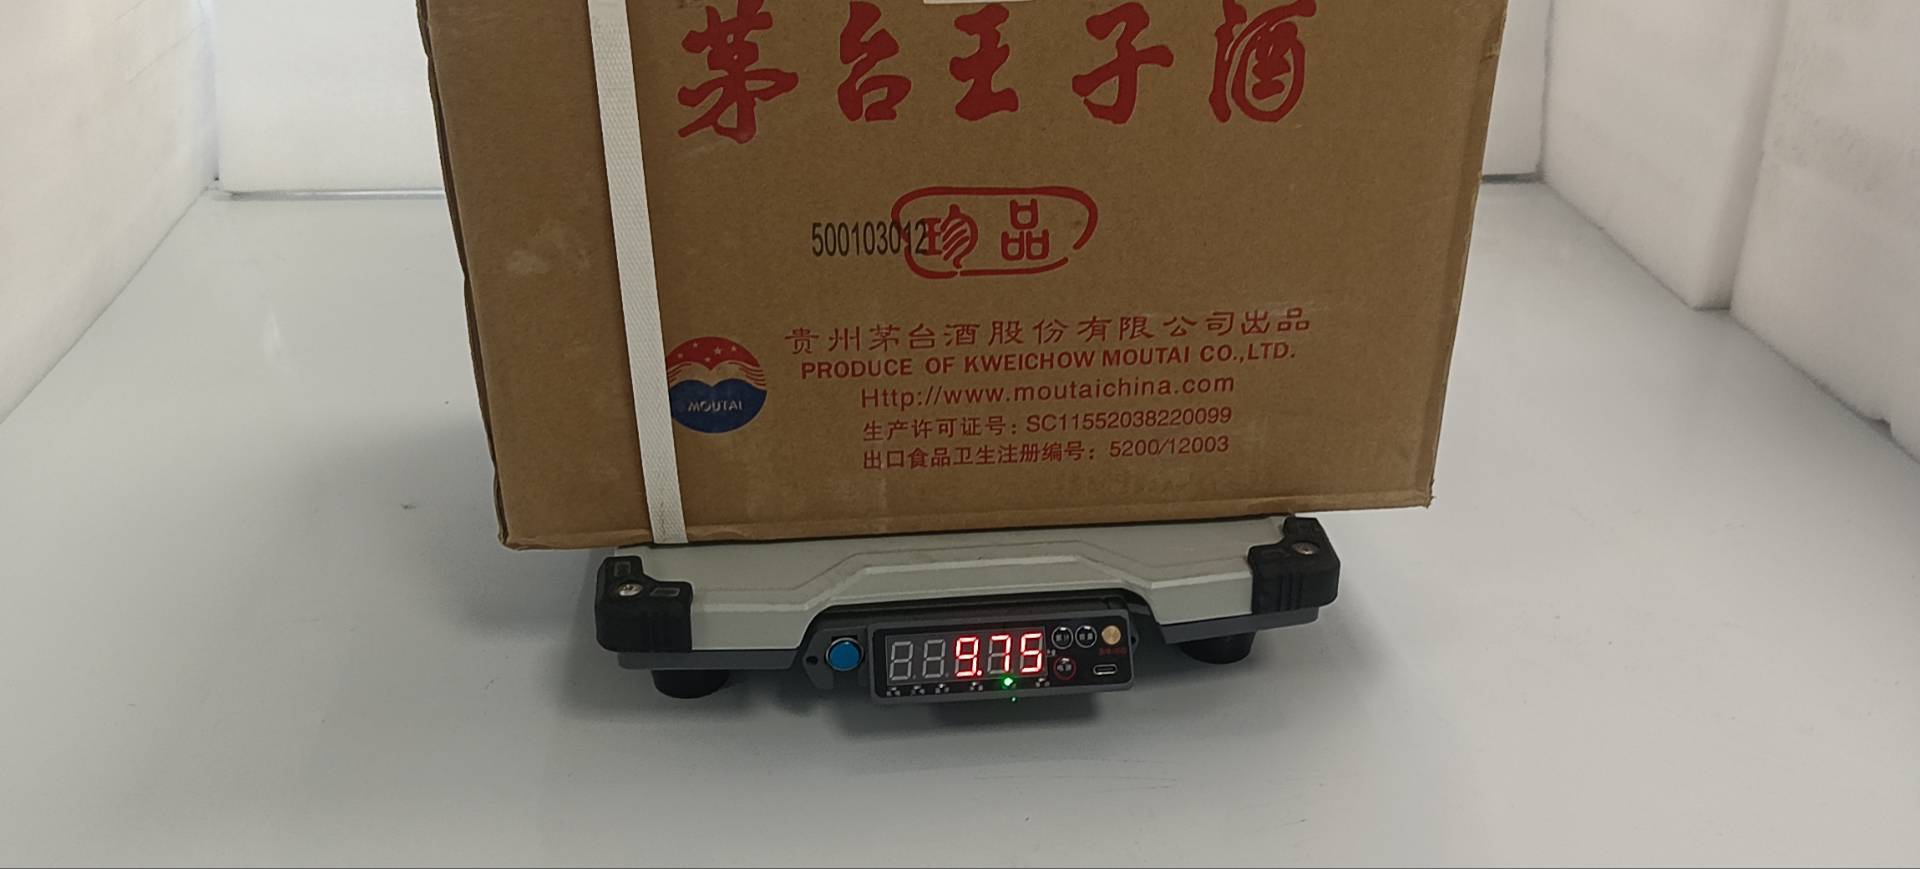 茅台王子酒
500103012
珍品
贵州茅台酒股份有限公司出品
PRODUCE OF KWEICHOW MOUTAI CO.,LTD.
Http://www.moutaichina.com
MOUTAI
生产许可证号：SC11552038220099
出口食品卫生注册编号：5200/12003
9.75